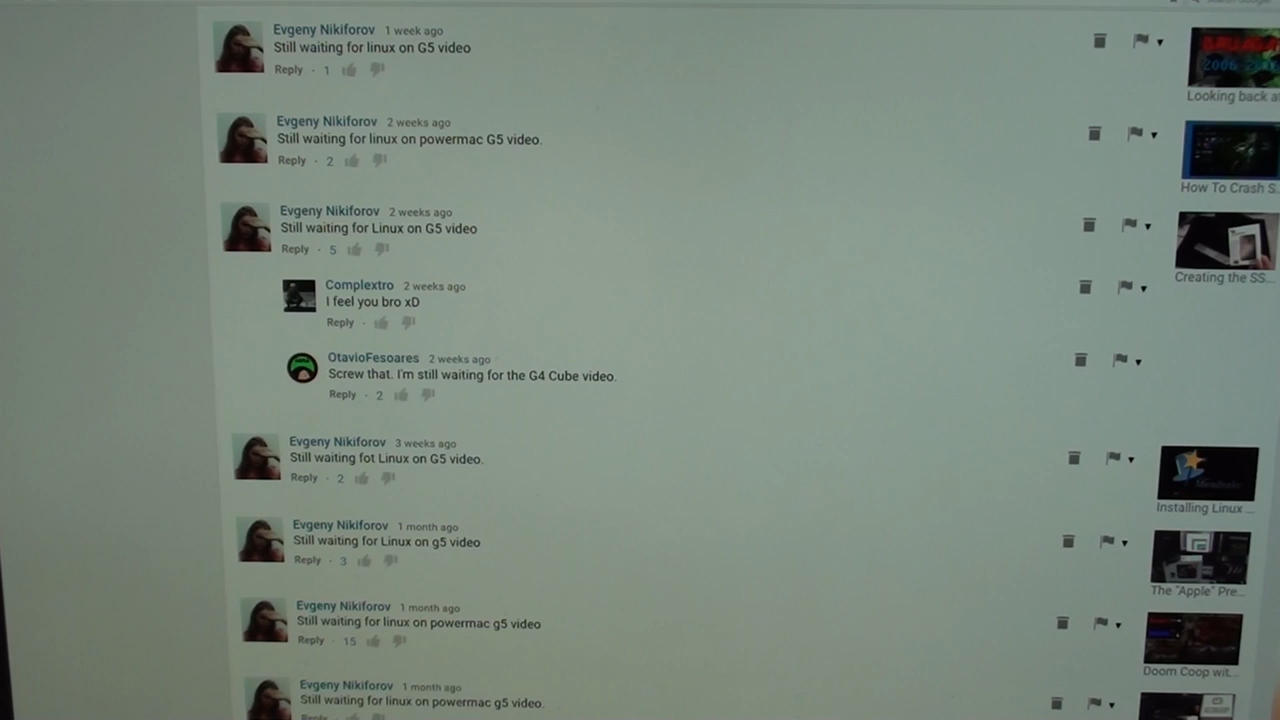 Evgeny Nikiforov 1 week ago
Still waiting for linux on G5 video
Reply · 1
Evgeny Nikiforov 2 weeks ago
Still waiting for linux on powermac G5 video.
Reply · 2
Evgeny Nikiforov 2 weeks ago
Still waiting for Linux on G5 video
Reply · 5
Complextro 2 weeks ago
I feel you bro xD
Reply ·
OtavioFesoares 2 weeks ago
Screw that. I'm still waiting for the G4 Cube video.
Reply · 2
Evgeny Nikiforov 3 weeks ago
Still waiting fot Linux on G5 video.
Reply · 2
Evgeny Nikiforov 1 month ago
Still waiting for Linux on g5 video
Reply · 3
Evgeny Nikiforov 1 month ago
Still waiting for linux on powermac g5 video
Reply · 15
Evgeny Nikiforov 1 month ago
Still waiting for linux on powermac g5 video.
Reply
Looking back a
How To Crash S...
Creating the SS...
Mandrake
Installing Linux ...
The "Apple" Pre...
Doom Coop wit...